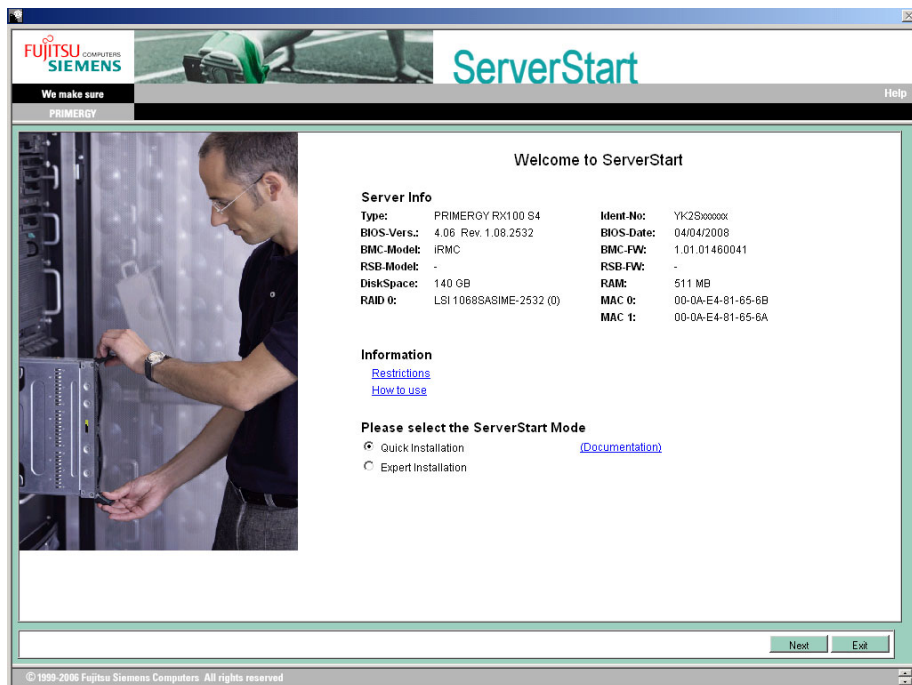 FUJITSU COMPUTERS
SIEMENS
ServerStart
We make sure
Help
PRIMERGY
Welcome to ServerStart
Server Info
Type: PRIMERGY RX100 S4 Ident-No: YK2Sxxxxxx
BIOS-Vers.: 4.06 Rev. 1.08.2532 BIOS-Date: 04/04/2008
BMC-Model: iRMC BMC-FW: 1.01.01460041
RSB-Model: - RSB-FW: -
DiskSpace: 140 GB RAM: 511 MB
RAID 0: LSI 1068SASIME-2532 (0) MAC 0: 00-0A-E4-81-65-6B
MAC 1: 00-0A-E4-81-65-6A
Information
Restrictions
How to use
Please select the ServerStart Mode
Quick Installation (Documentation)
Expert Installation
Next Exit
© 1999-2006 Fujitsu Siemens Computers All rights reserved